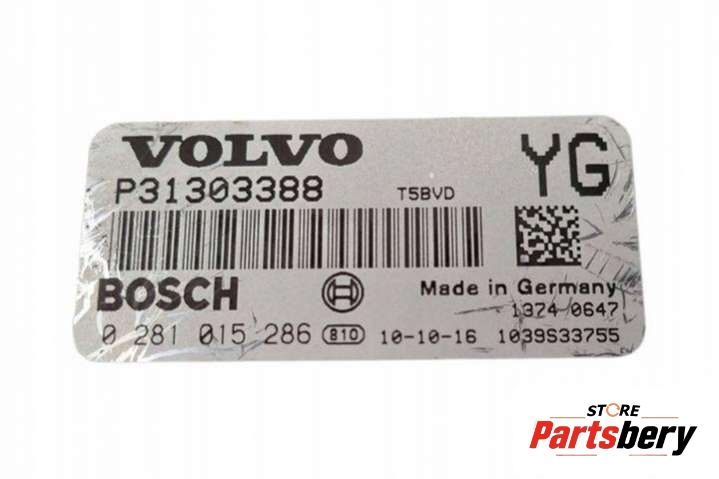 VOLVO YG
P31303388 T5BVD
BOSCH Made in Germany
1374 0647
0 281 015 286 810 10-10-16 1039S33755
STORE
Partsbery